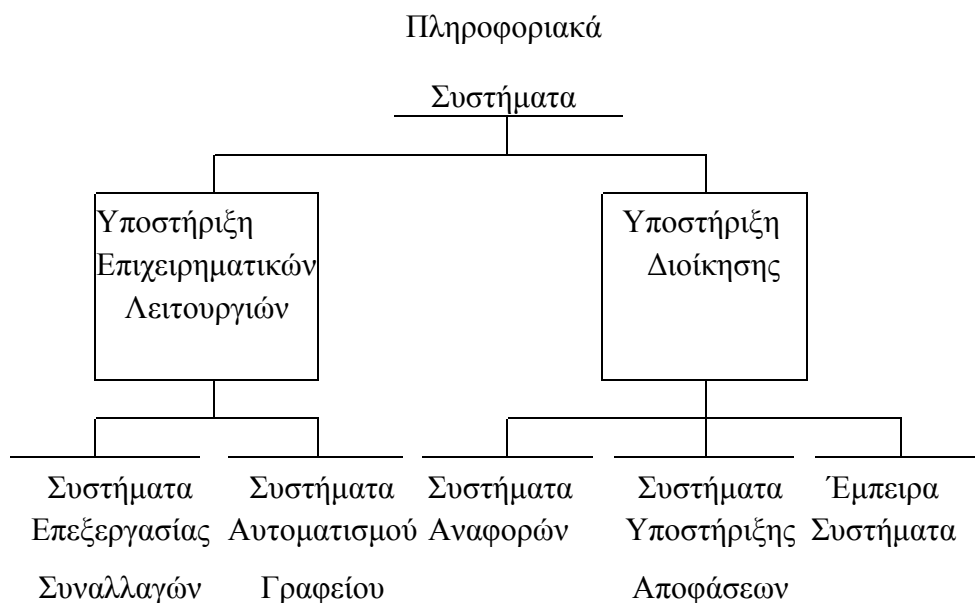 Πληροφοριακά
Συστήματα
Υποστήριξη
Επιχειρηματικών
Λειτουργιών
Υποστήριξη
Διοίκησης
Συστήματα
Επεξεργασίας
Συναλλαγών
Συστήματα
Αυτοματισμού
Γραφείου
Συστήματα
Αναφορών
Συστήματα
Υποστήριξης
Αποφάσεων
Έμπειρα
Συστήματα